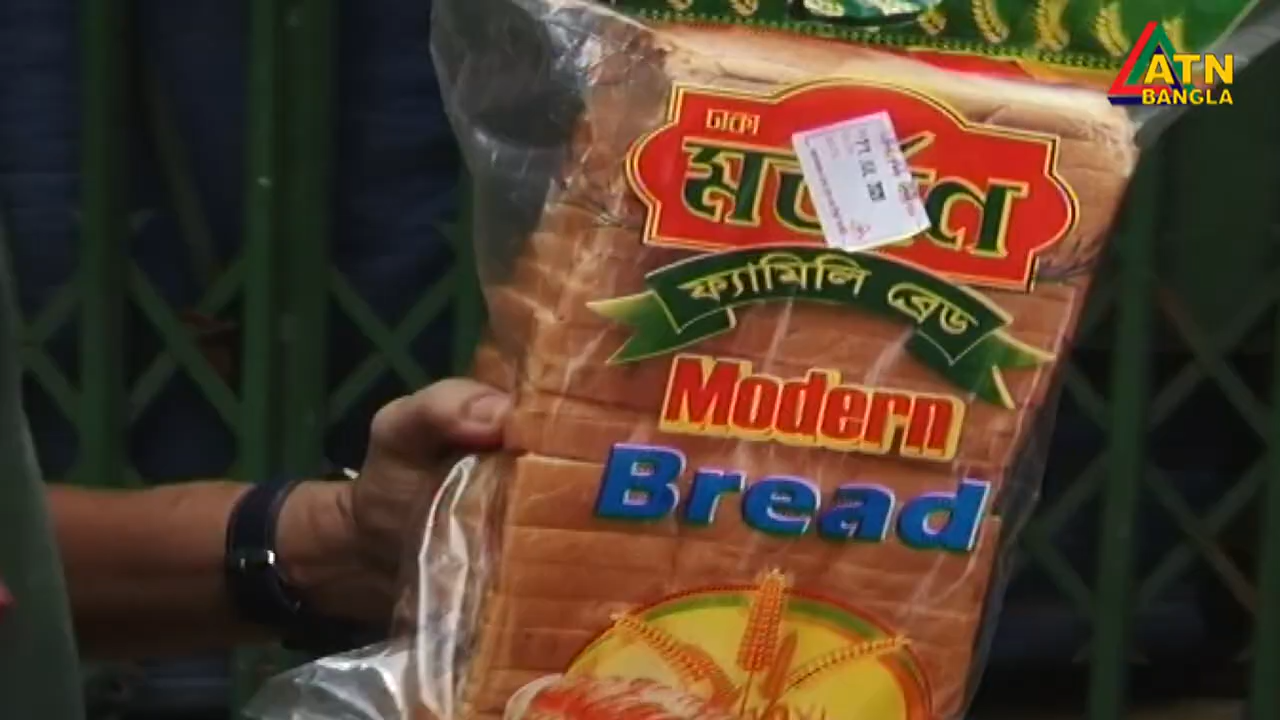 ATN
BANGLA
ঢাকা
মডার্ন
ফ্যামিলি ব্রেড
Modern
Bread